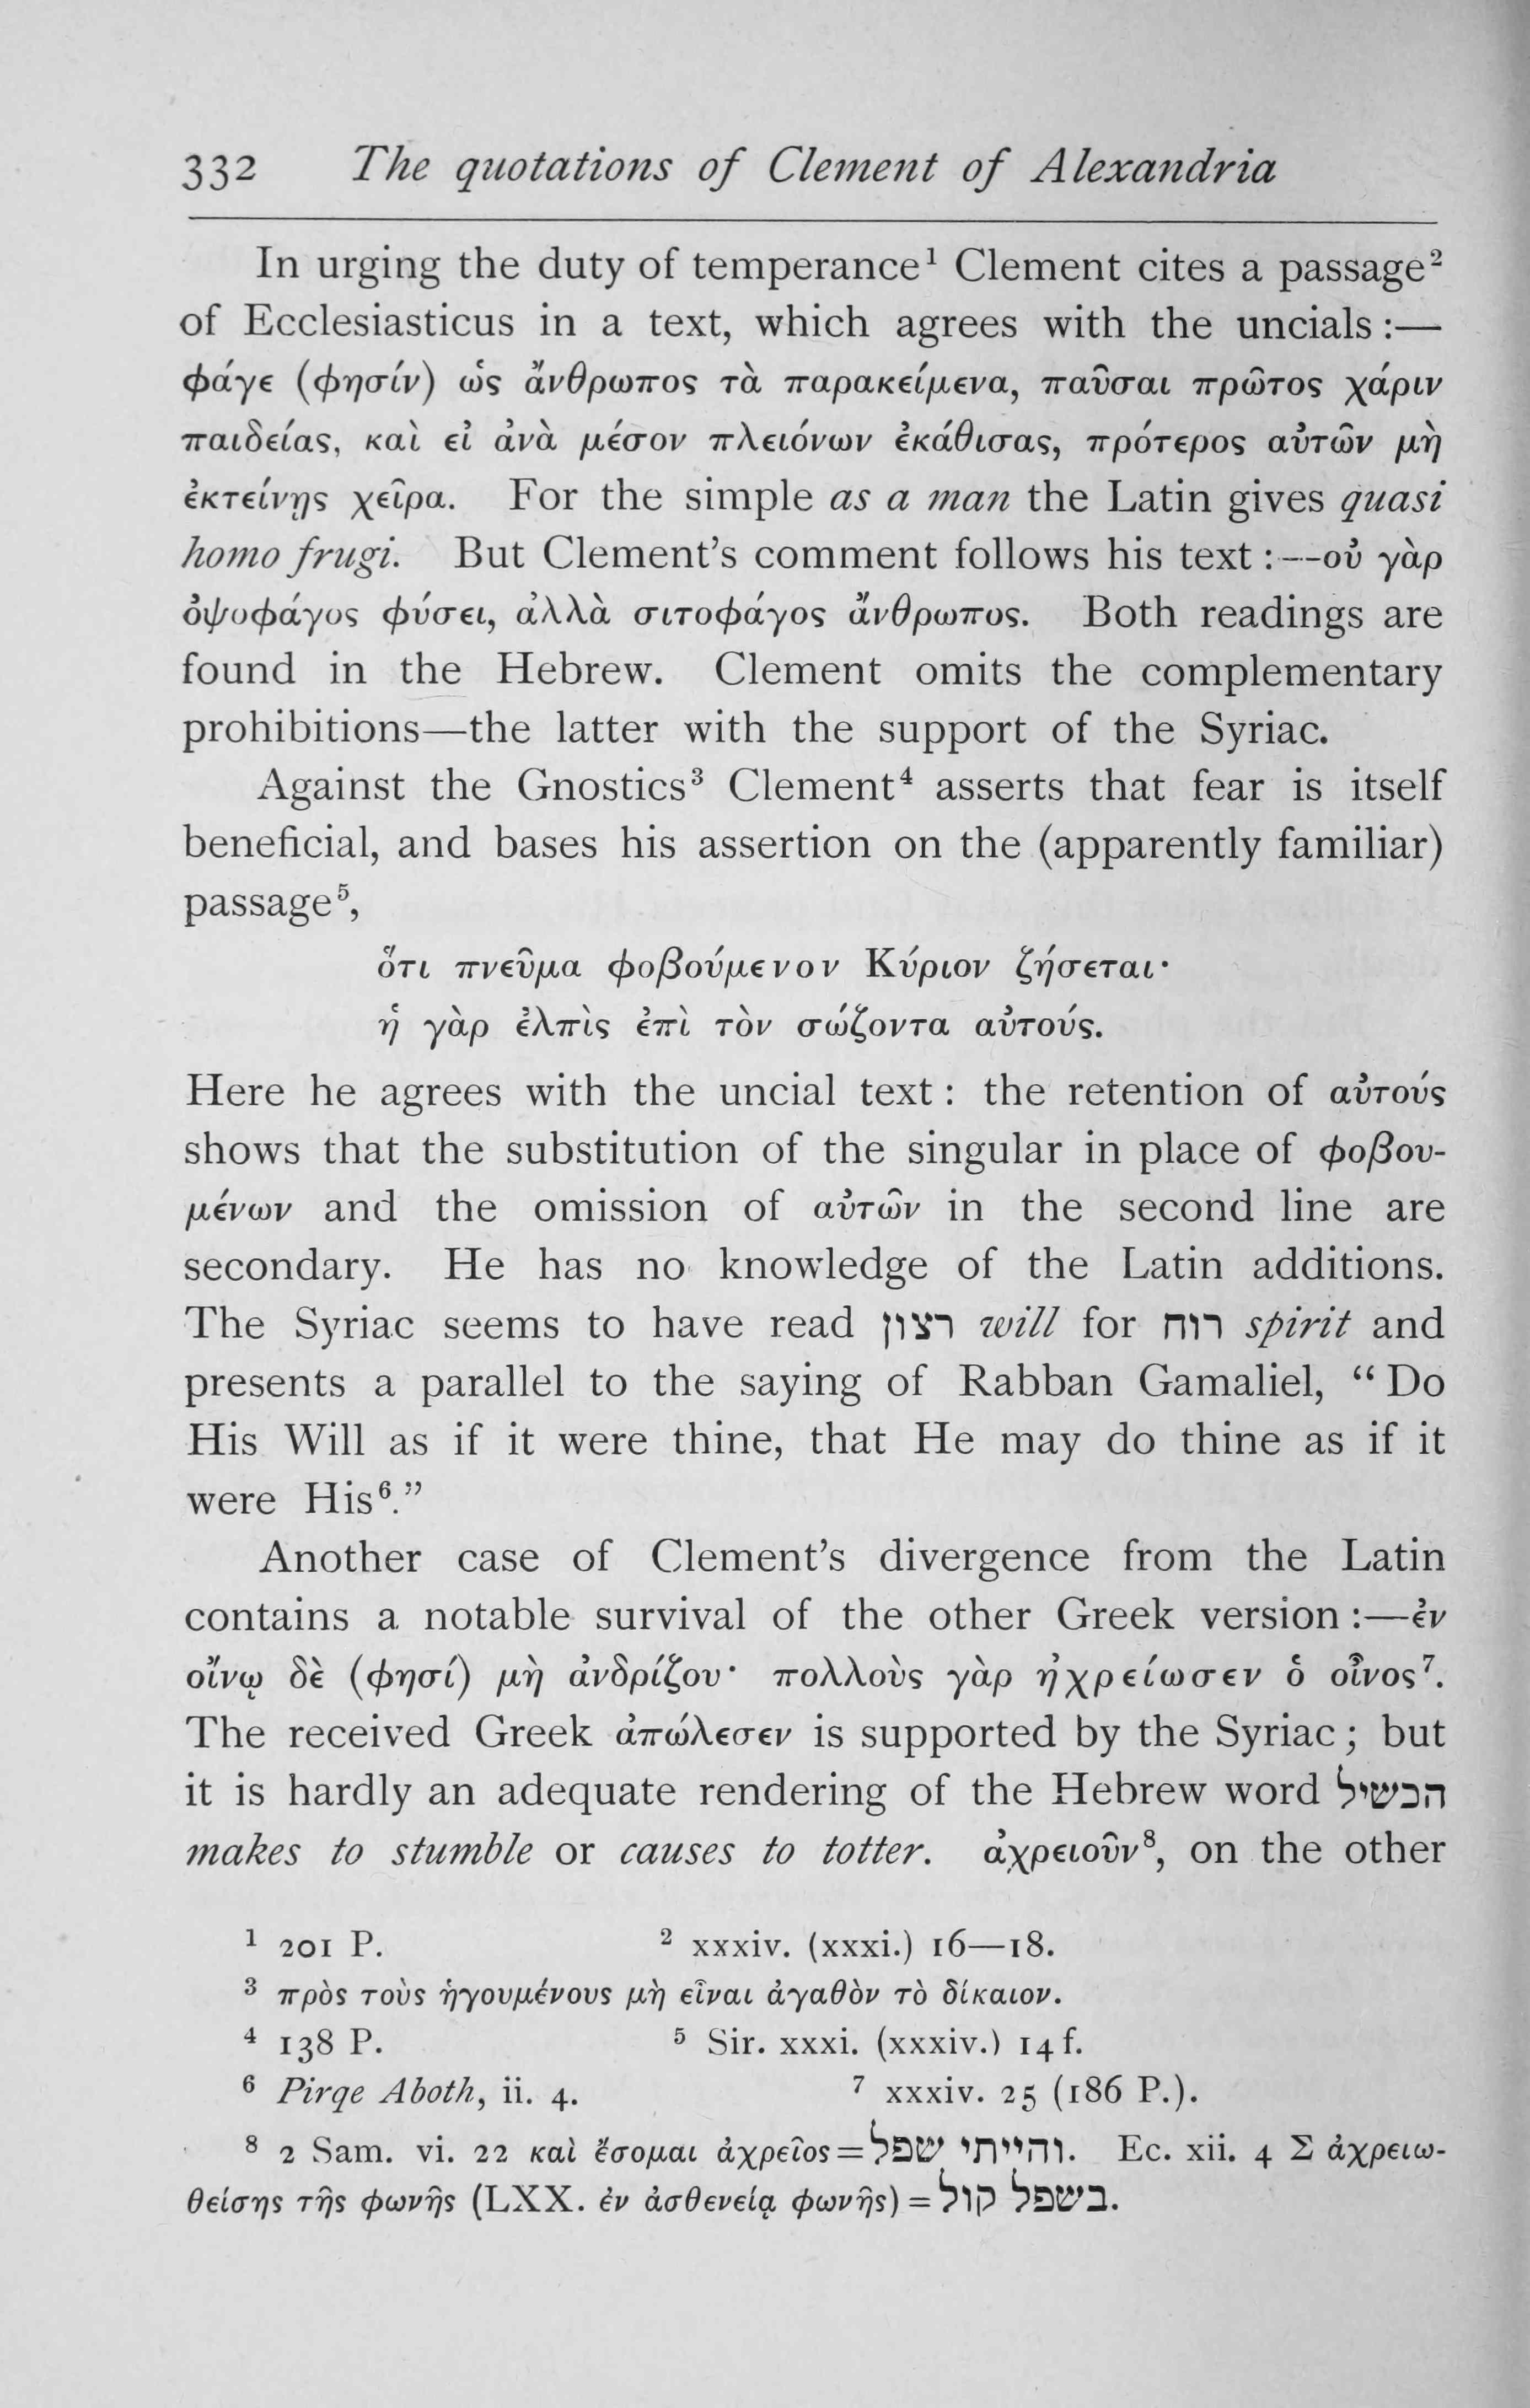 332 The quotations of Clement of Alexandria
In urging the duty of temperance¹ Clement cites a passage²
of Ecclesiasticus in a text, which agrees with the uncials :—
φάγε (φησίν) ὡς ἄνθρωπος τὰ παρακείμενα, παῦσαι πρῶτος χάριν
παιδείας, καὶ εἰ ἀνὰ μέσον πλειόνων ἐκάθισας, πρότερος αὐτῶν μὴ
ἐκτείνῃς χεῖρα. For the simple as a man the Latin gives quasi
homo frugi. But Clement’s comment follows his text :—οὐ γὰρ
ὀψοφάγος φύσει, ἀλλὰ σιτοφάγος ἄνθρωπος. Both readings are
found in the Hebrew. Clement omits the complementary
prohibitions—the latter with the support of the Syriac.
Against the Gnostics³ Clement⁴ asserts that fear is itself
beneficial, and bases his assertion on the (apparently familiar)
passage⁵,
ὅτι πνεῦμα φοβούμενον Κύριον ζήσεται·
ἡ γὰρ ἐλπὶς ἐπὶ τὸν σώζοντα αὐτούς.
Here he agrees with the uncial text : the retention of αὐτούς
shows that the substitution of the singular in place of φοβου-
μένων and the omission of αὐτῶν in the second line are
secondary. He has no knowledge of the Latin additions.
The Syriac seems to have read רצון will for רוח spirit and
presents a parallel to the saying of Rabban Gamaliel, “Do
His Will as if it were thine, that He may do thine as if it
were His⁶.”
Another case of Clement’s divergence from the Latin
contains a notable survival of the other Greek version :—ἐν
οἴνῳ δὲ (φησί) μὴ ἀνδρίζου· πολλοὺς γὰρ ἠχρείωσεν ὁ οἶνος⁷.
The received Greek ἀπώλεσεν is supported by the Syriac ; but
it is hardly an adequate rendering of the Hebrew word הכשיל
makes to stumble or causes to totter. ἀχρειοῦν⁸, on the other
¹ 201 P. ² xxxiv. (xxxi.) 16—18.
³ πρὸς τοὺς ἡγουμένους μὴ εἶναι ἀγαθὸν τὸ δίκαιον.
⁴ 138 P. ⁵ Sir. xxxi. (xxxiv.) 14 f.
⁶ Pirqe Aboth, ii. 4. ⁷ xxxiv. 25 (186 P.).
⁸ 2 Sam. vi. 22 καὶ ἔσομαι ἀχρεῖος = והייתי שפל. Ec. xii. 4 Σ ἀχρειω-
θείσης τῆς φωνῆς (LXX. ἐν ἀσθενείᾳ φωνῆς) = בשפל קול.